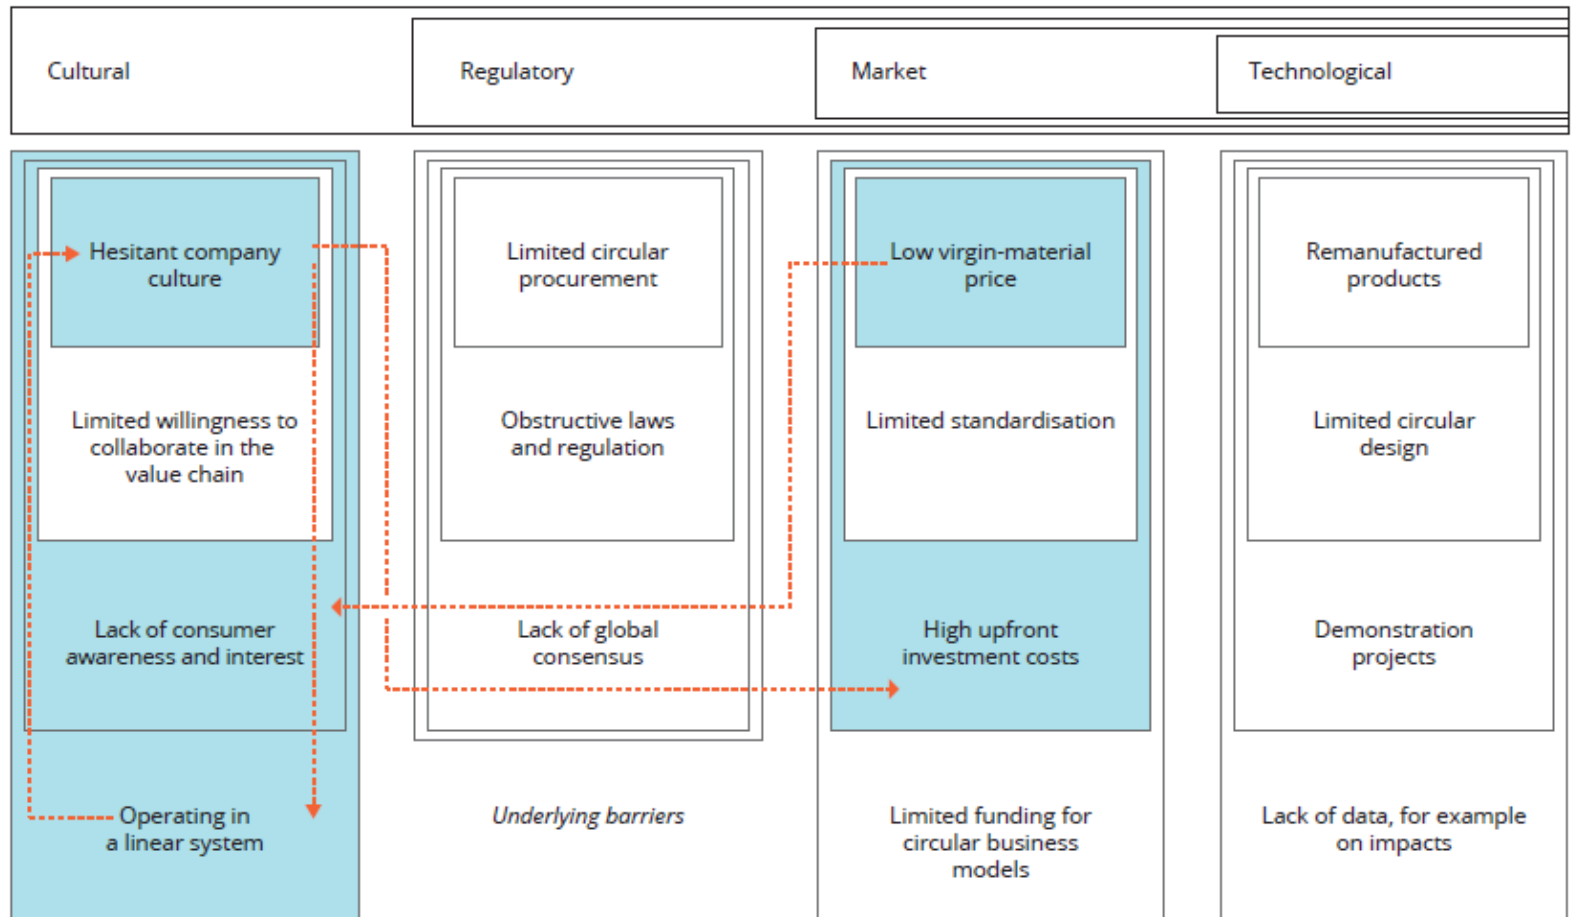 Cultural
Regulatory
Market
Technological
Hesitant company
culture
Limited circular
procurement
Low virgin-material
price
Remanufactured
products
Limited willingness to
collaborate in the
value chain
Obstructive laws
and regulation
Limited standardisation
Limited circular
design
Lack of consumer
awareness and interest
Lack of global
consensus
High upfront
investment costs
Demonstration
projects
Operating in
a linear system
Underlying barriers
Limited funding for
circular business
models
Lack of data, for example
on impacts